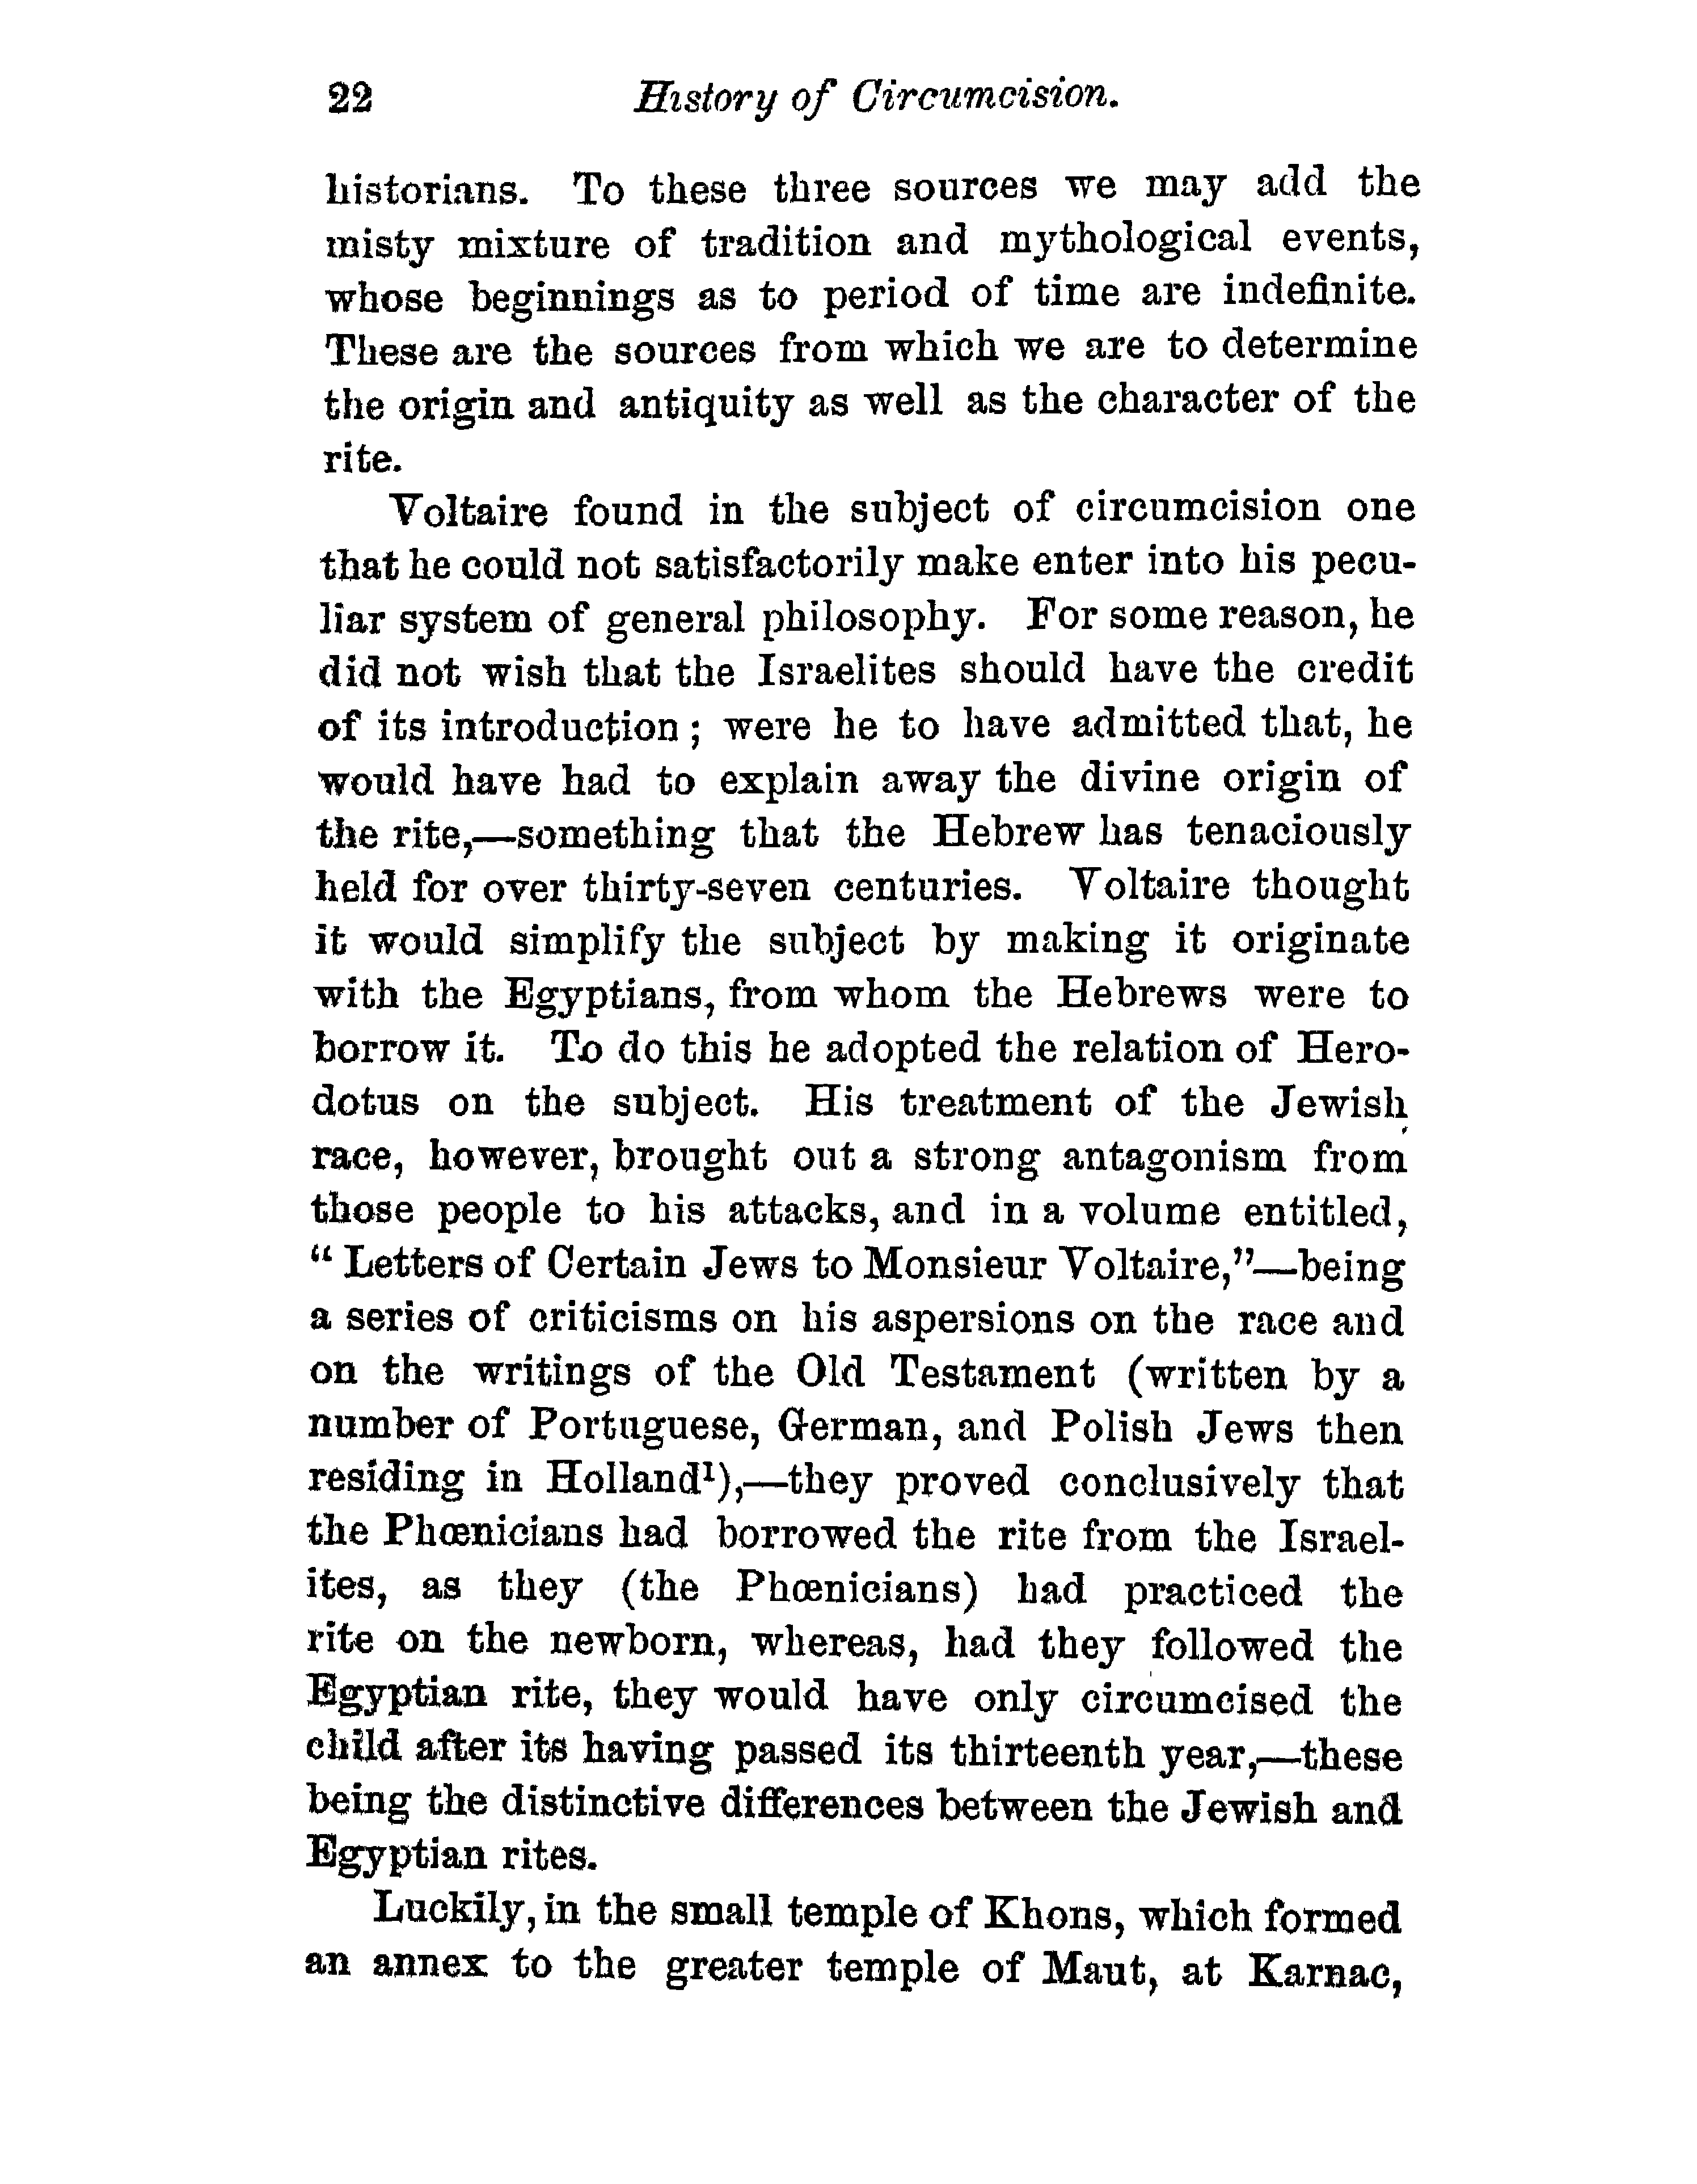 22 History of Circumcision.
historians. To these three sources we may add the
misty mixture of tradition and mythological events,
whose beginnings as to period of time are indefinite.
These are the sources from which we are to determine
the origin and antiquity as well as the character of the
rite.
Voltaire found in the subject of circumcision one
that he could not satisfactorily make enter into his pecu-
liar system of general philosophy. For some reason, he
did not wish that the Israelites should have the credit
of its introduction; were he to have admitted that, he
would have had to explain away the divine origin of
the rite,—something that the Hebrew has tenaciously
held for over thirty-seven centuries. Voltaire thought
it would simplify the subject by making it originate
with the Egyptians, from whom the Hebrews were to
borrow it. To do this he adopted the relation of Hero-
dotus on the subject. His treatment of the Jewish
race, however, brought out a strong antagonism from
those people to his attacks, and in a volume entitled,
“Letters of Certain Jews to Monsieur Voltaire,”—being
a series of criticisms on his aspersions on the race and
on the writings of the Old Testament (written by a
number of Portuguese, German, and Polish Jews then
residing in Holland¹),—they proved conclusively that
the Phœnicians had borrowed the rite from the Israel-
ites, as they (the Phœnicians) had practiced the
rite on the newborn, whereas, had they followed the
Egyptian rite, they would have only circumcised the
child after its having passed its thirteenth year,—these
being the distinctive differences between the Jewish and
Egyptian rites.
Luckily, in the small temple of Khons, which formed
an annex to the greater temple of Maut, at Karnac,